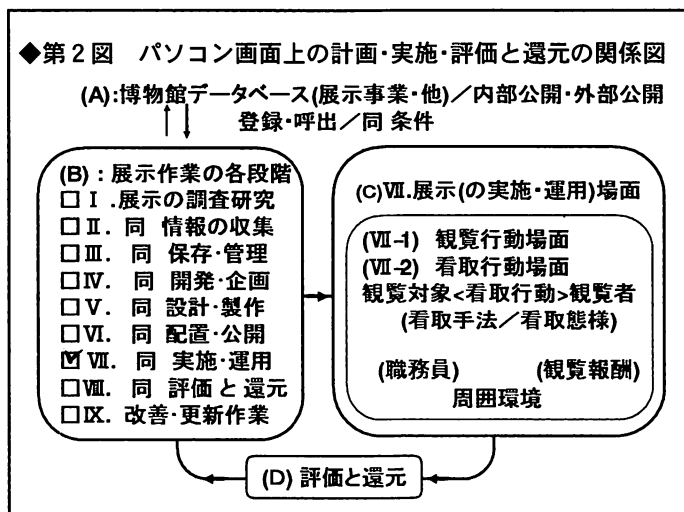 ◆第2図 パソコン画面上の計画・実施・評価と還元の関係図
(A):博物館データベース(展示事業・他)/内部公開・外部公開
登録・呼出/同 条件
(B):展示作業の各段階
□Ⅰ.展示の調査研究
□Ⅱ.同 情報の収集
□Ⅲ.同 保存・管理
□Ⅳ.同 開発・企画
□Ⅴ.同 設計・製作
□Ⅵ.同 配置・公開
☑Ⅶ.同 実施・運用
□Ⅷ.同 評価と還元
□Ⅸ.改善・更新作業
(C)Ⅶ.展示(の実施・運用)場面
(Ⅶ-1) 観覧行動場面
(Ⅶ-2) 看取行動場面
観覧対象<看取行動>観覧者
(看取手法/看取態様)
(職務員) (観覧報酬)
周囲環境
(D) 評価と還元